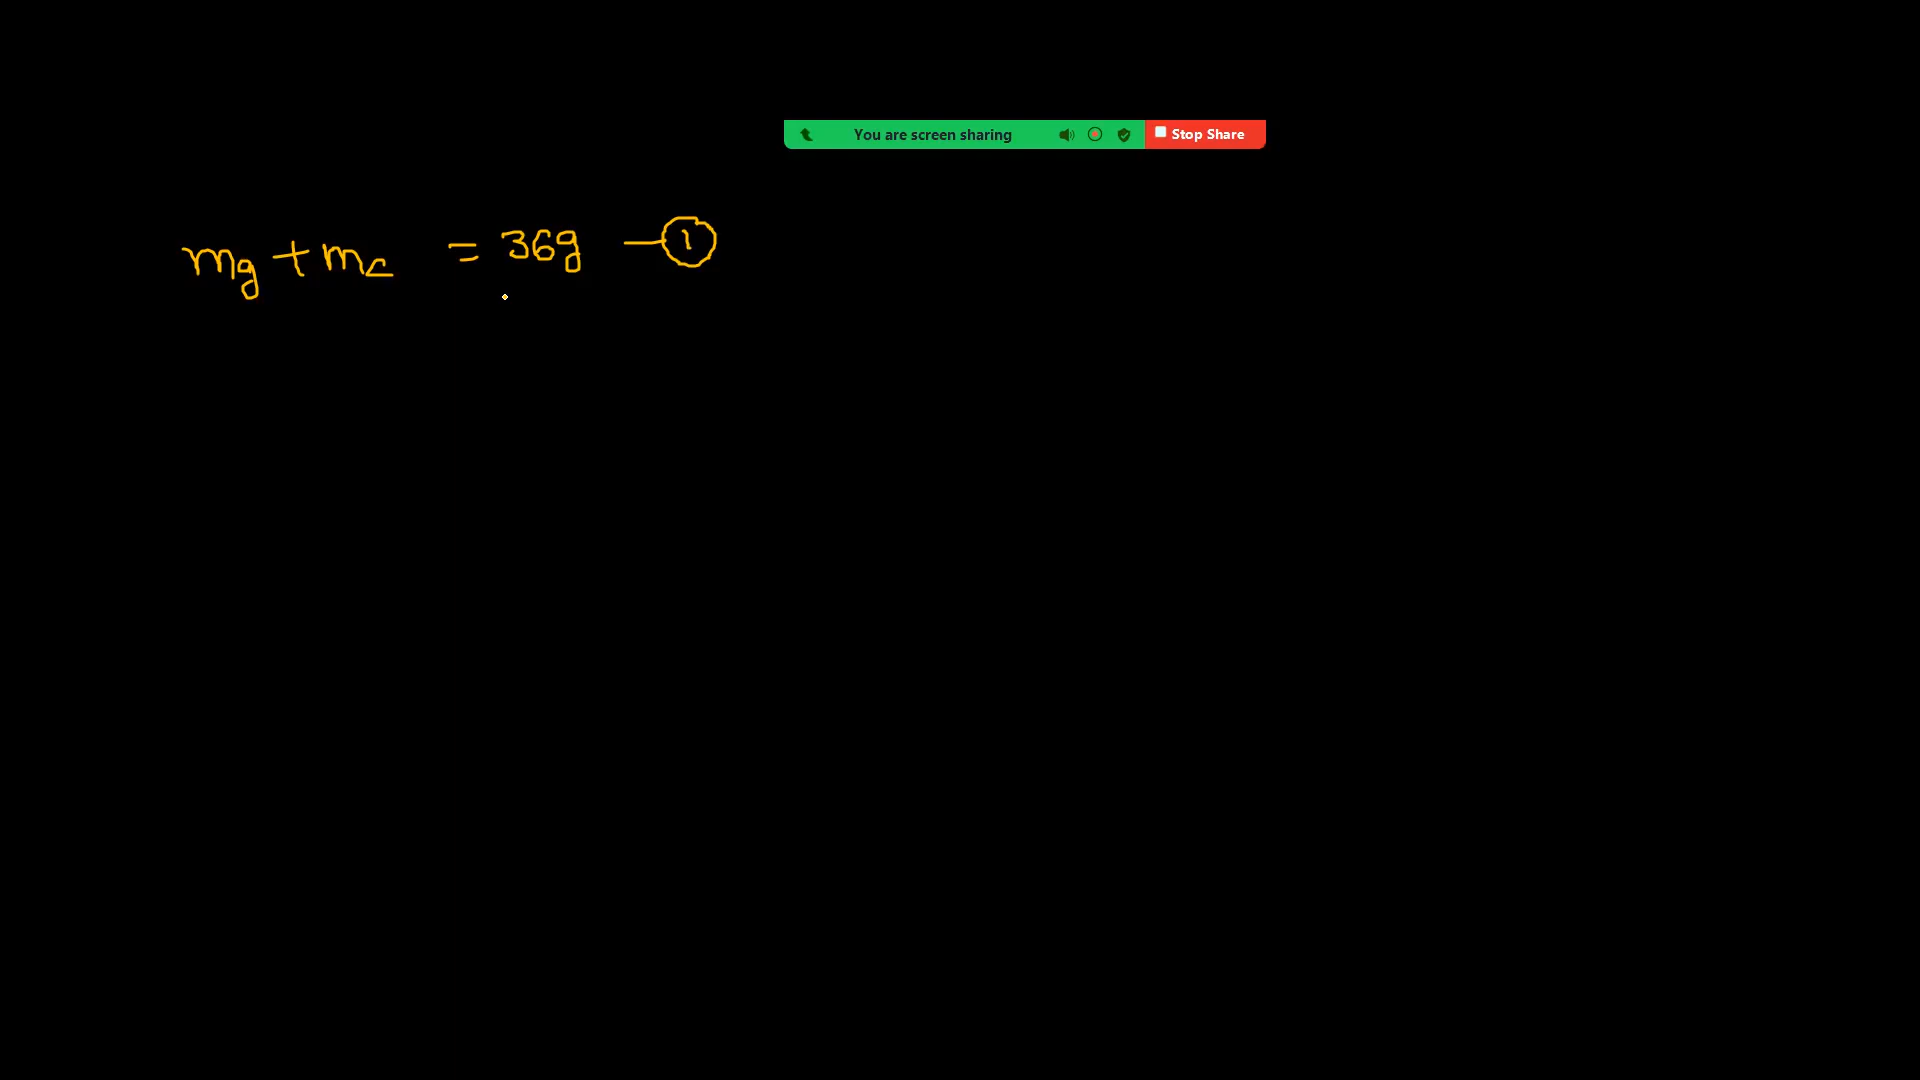 You are screen sharing Stop Share
mg + mc = 36g — ①